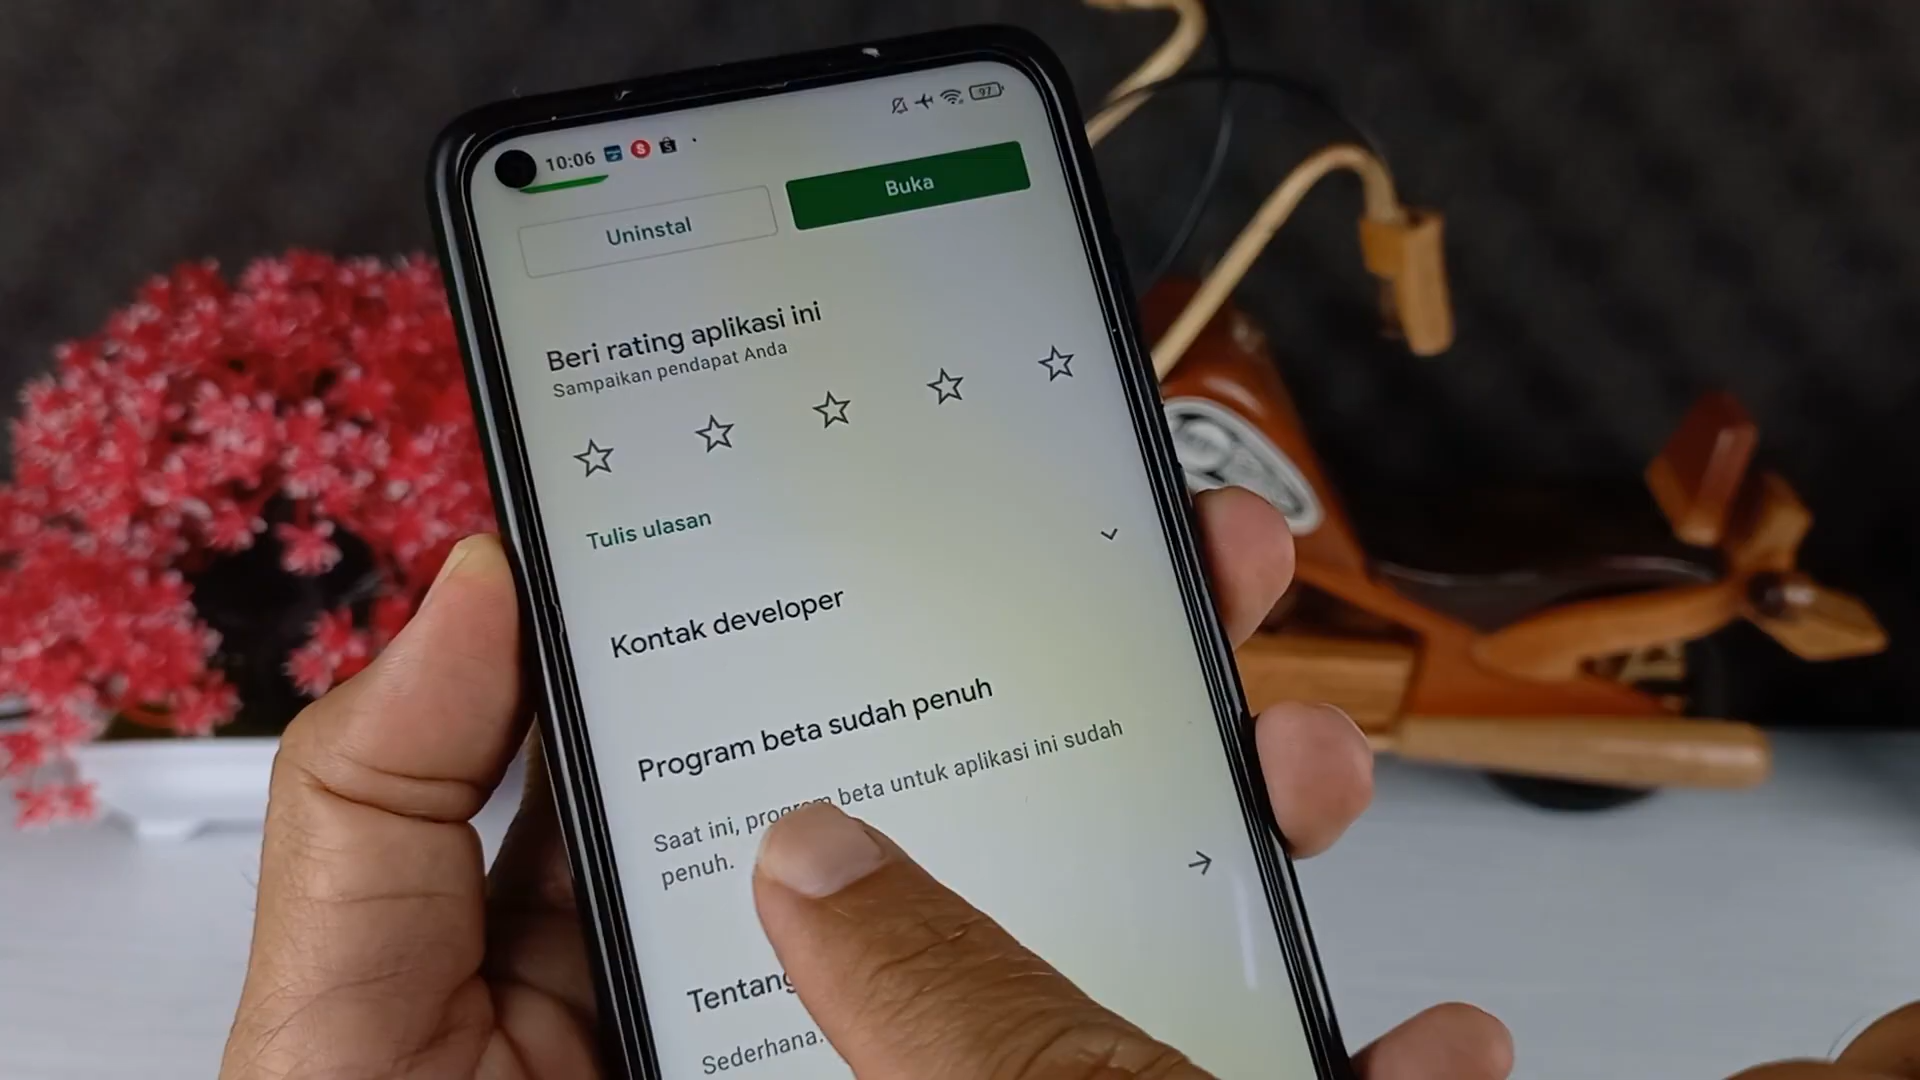 10:06
97
Uninstal
Buka
Beri rating aplikasi ini
Sampaikan pendapat Anda
Tulis ulasan
Kontak developer
Program beta sudah penuh
Saat ini, program beta untuk aplikasi ini sudah
penuh.
Tentang
Sederhana.